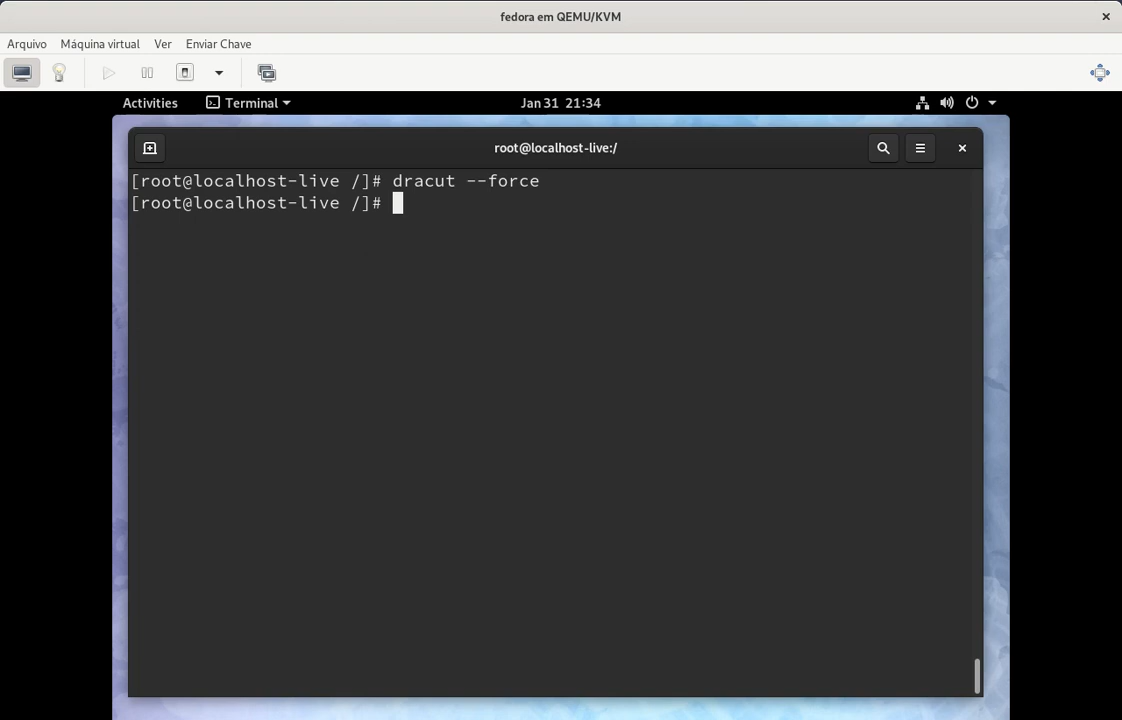 fedora em QEMU/KVM
Arquivo Máquina virtual Ver Enviar Chave
Activities Terminal Jan 31 21:34
root@localhost-live:/
[root@localhost-live /]# dracut --force
[root@localhost-live /]#